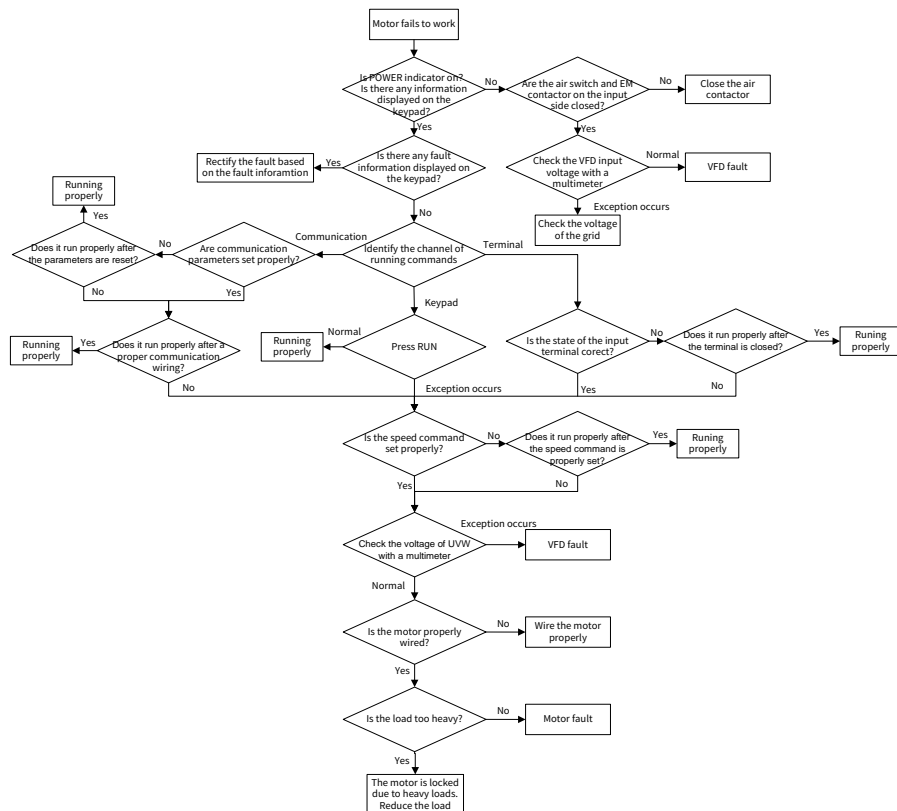 Motor fails to work
Is POWER indicator on?
Is there any information
displayed on the
keypad?
No
Are the air switch and EM
contactor on the input
side closed?
No
Close the air
contactor
Yes
Yes
Rectify the fault based
on the fault inforamtion
Yes
Is there any fault
information displayed on
the keypad?
Check the VFD input
voltage with a
multimeter
Normal
VFD fault
Running
properly
Exception occurs
Check the voltage
of the grid
Yes
No
Does it run properly after
the parameters are reset?
No
Are communication
parameters set properly?
Communication
Identify the channel of
running commands
Terminal
No
Yes
Keypad
Running
properly
Yes
Does it run properly after a
proper communication
wiring?
Running
properly
Normal
Press RUN
Is the state of the input
terminal corect?
No
Does it run properly after
the terminal is closed?
Yes
Runing
properly
No
Exception occurs
Yes
No
Is the speed command
set properly?
No
Does it run properly after
the speed command is
properly set?
Yes
Runing
properly
Yes
No
Check the voltage of UVW
with a multimeter
Exception occurs
VFD fault
Normal
Is the motor properly
wired?
No
Wire the motor
properly
Yes
Is the load too heavy?
No
Motor fault
Yes
The motor is locked
due to heavy loads.
Reduce the load